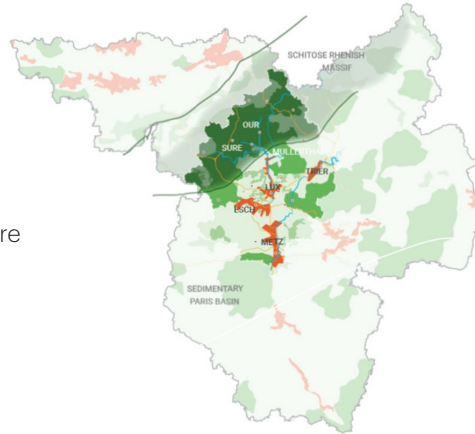 SCHITOSE RHENISH
MASSIF
OUR
SURE
MULLERTHAL
TRIER
LUX
ESCH
re
METZ
SEDIMENTARY
PARIS BASIN